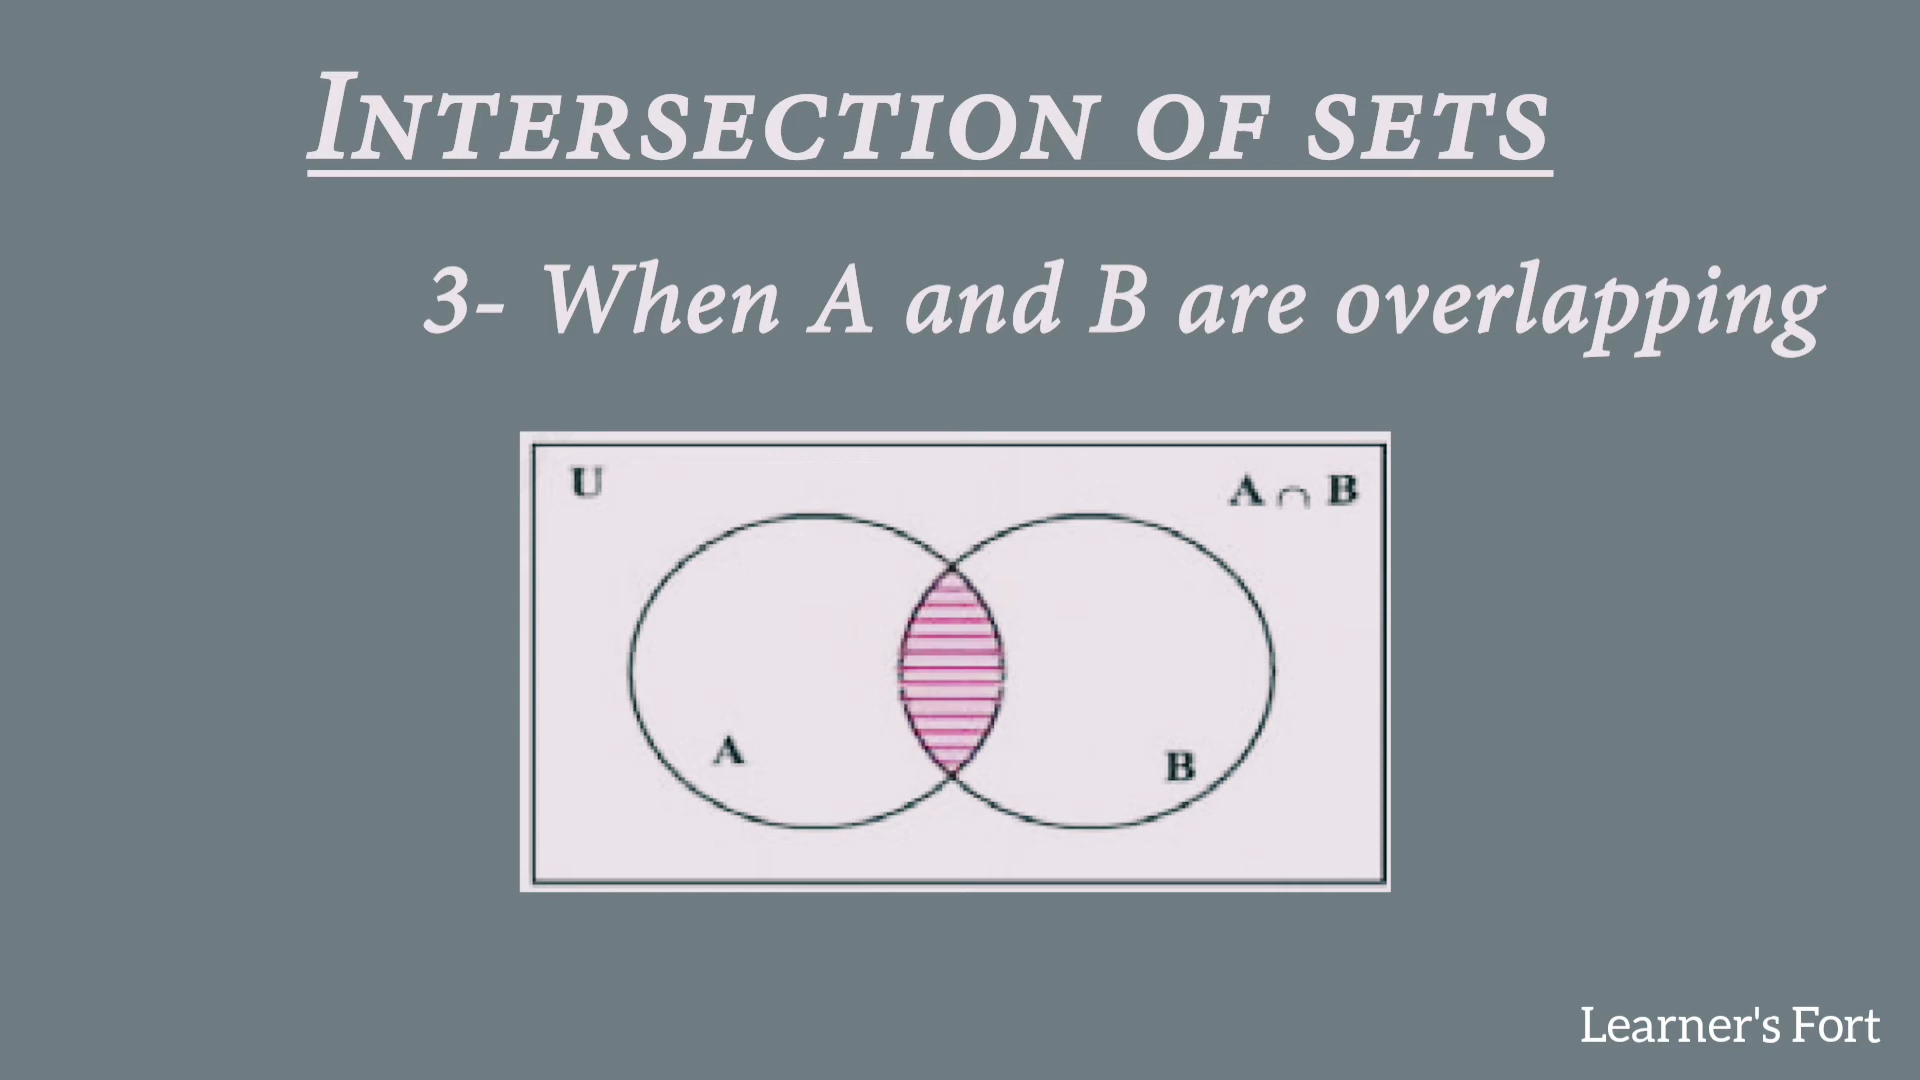 INTERSECTION OF SETS
3- When A and B are overlapping
U
A ∩ B
A
B
Learner's Fort